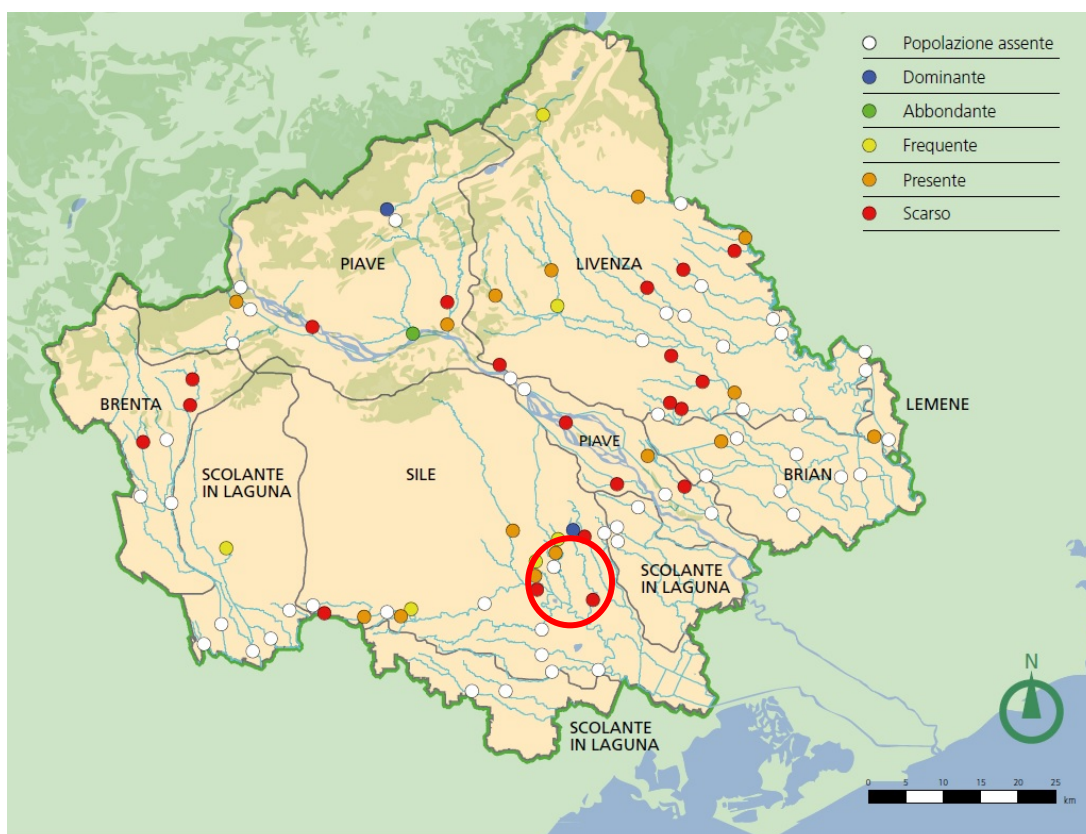 Popolazione assente
Dominante
Abbondante
Frequente
Presente
Scarso
PIAVE
LIVENZA
BRENTA
LEMENE
SCOLANTE
IN LAGUNA
SILE
PIAVE
BRIAN
SCOLANTE
IN LAGUNA
SCOLANTE
IN LAGUNA
N
0 5 10 15 20 25
km